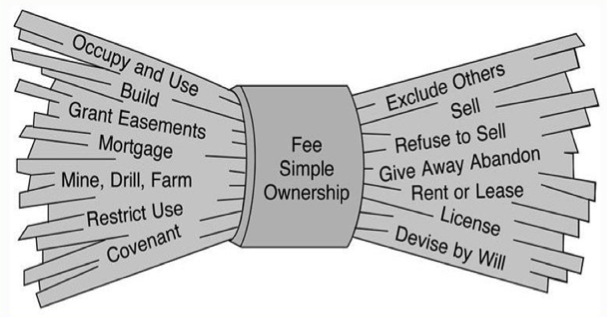 Occupy and Use
Build
Grant Easements
Mortgage
Mine, Drill, Farm
Restrict Use
Covenant
Fee
Simple
Ownership
Exclude Others
Sell
Refuse to Sell
Give Away Abandon
Rent or Lease
License
Devise by Will